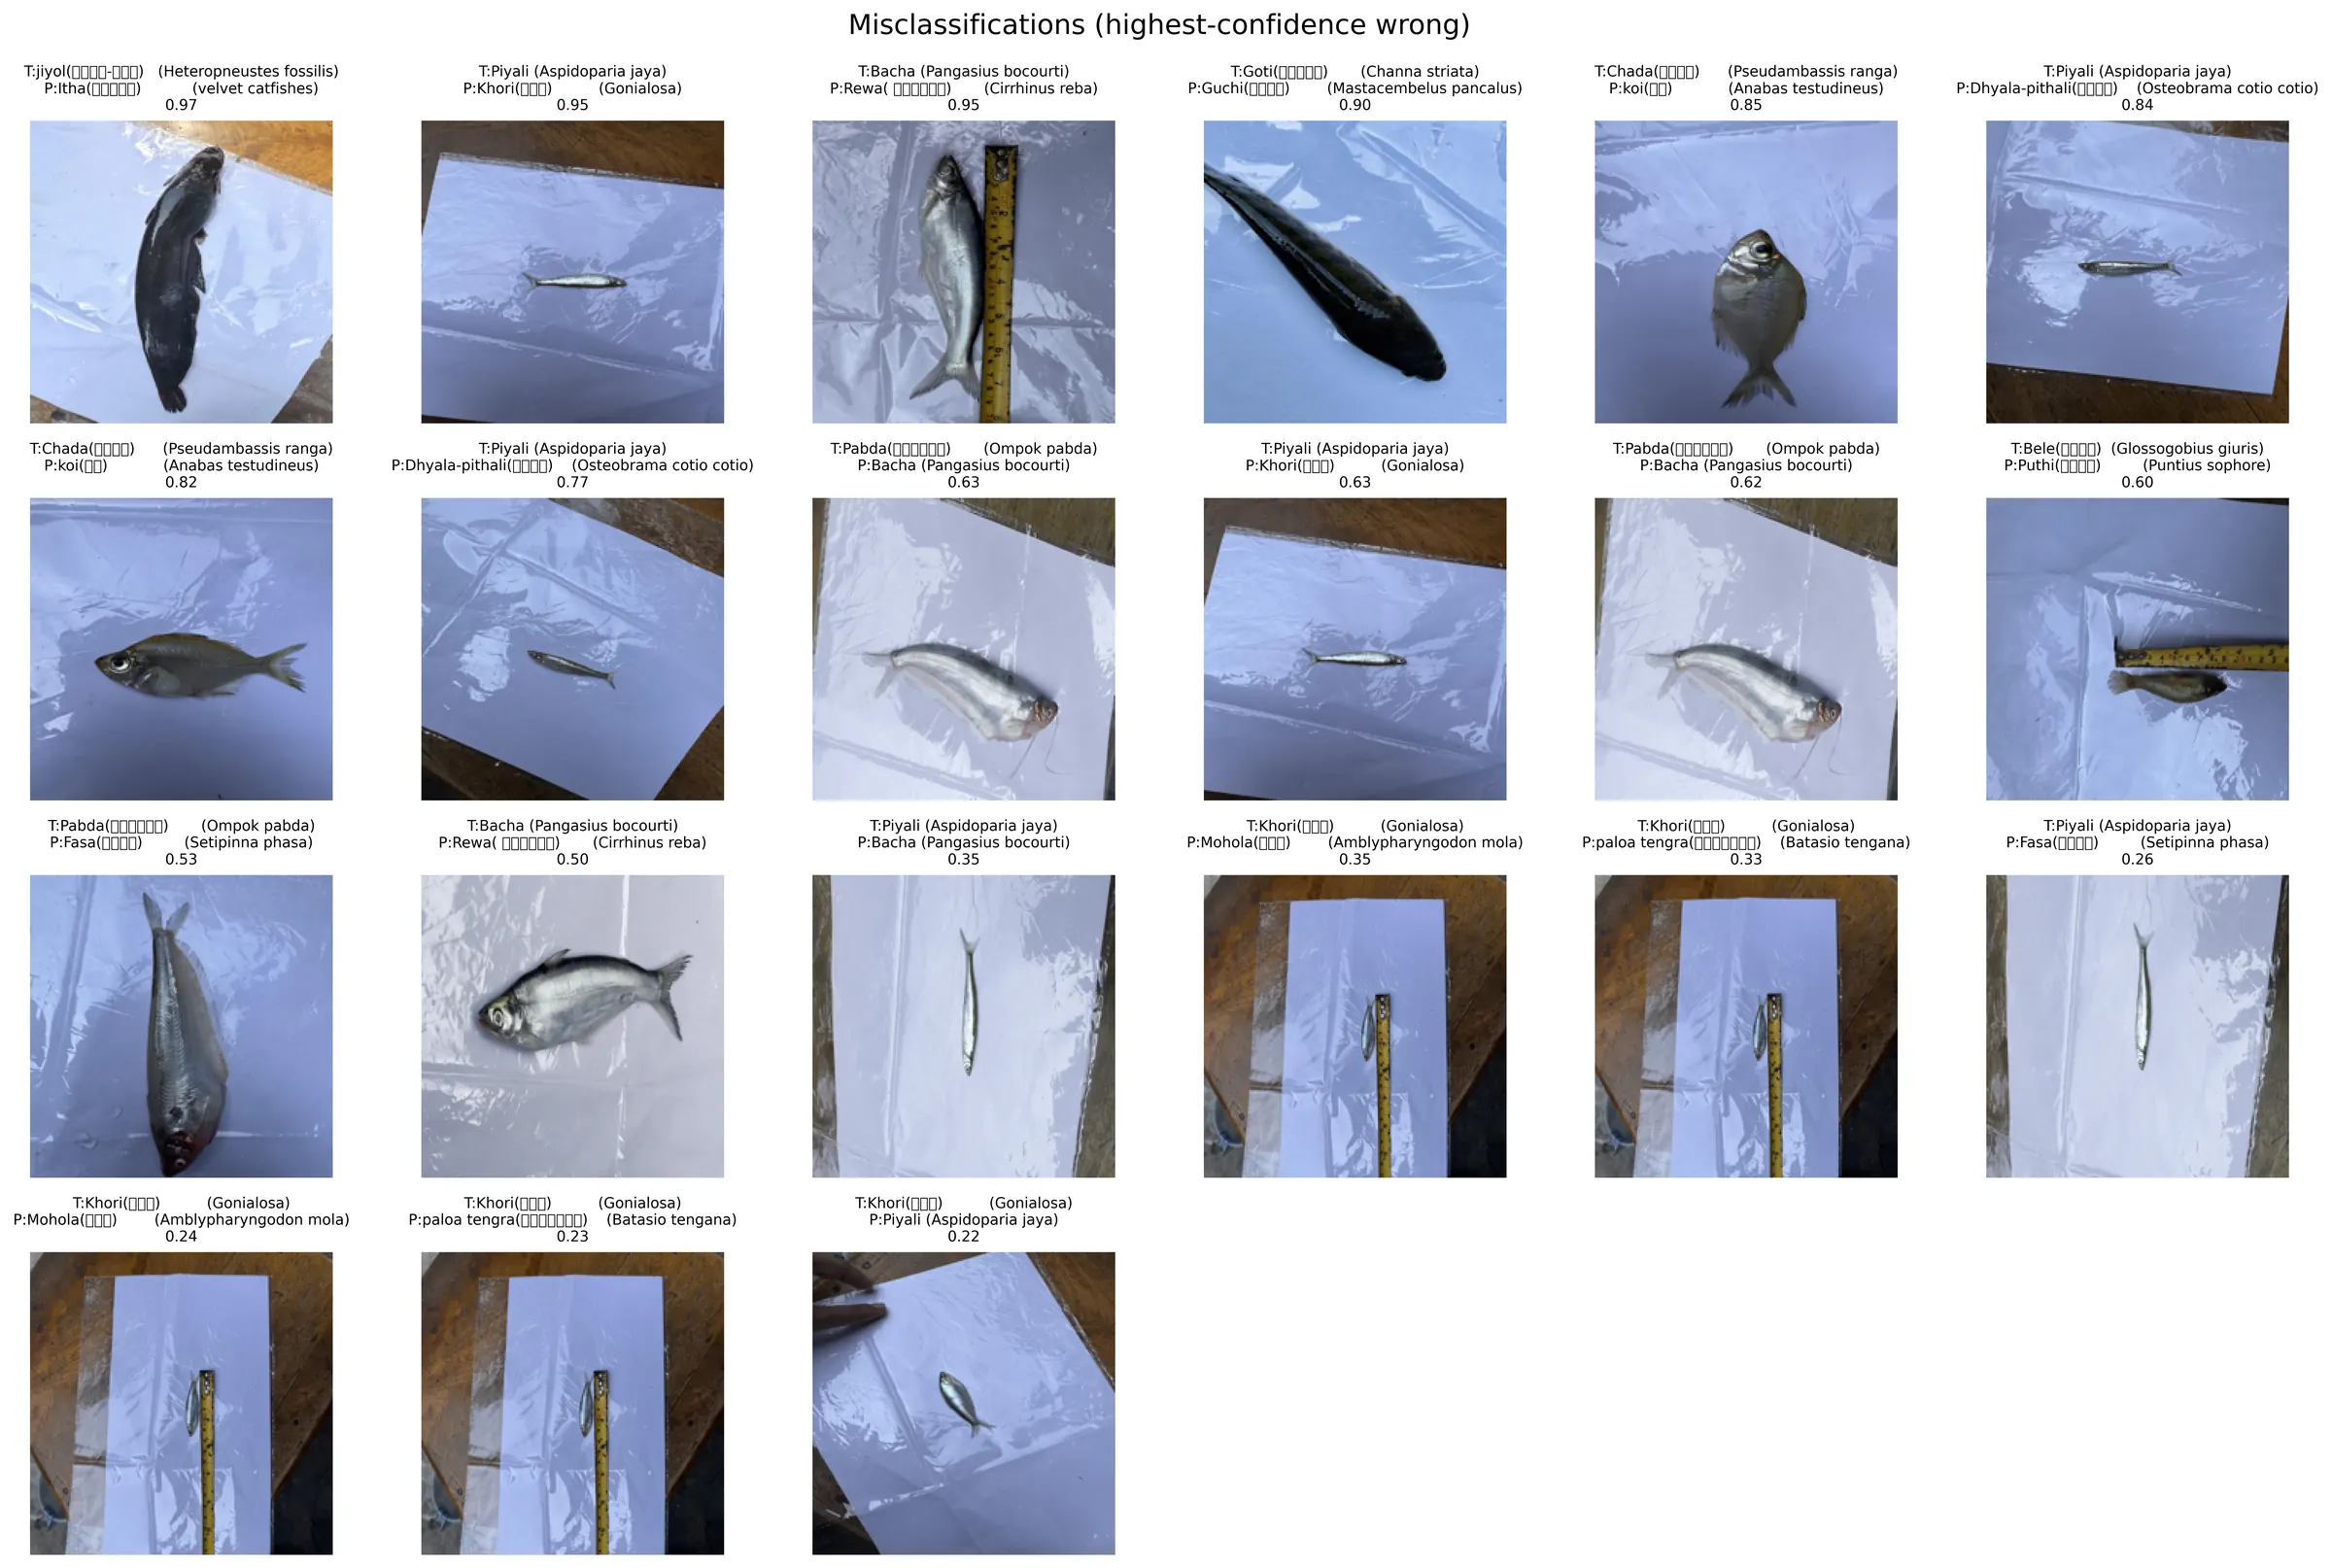 Misclassifications (highest-confidence wrong)
T:jiyol(□□□□-□□□) (Heteropneustes fossilis)
P:Itha(□□□□□) (velvet catfishes)
0.97
T:Piyali (Aspidoparia jaya)
P:Khori(□□□) (Gonialosa)
0.95
T:Bacha (Pangasius bocourti)
P:Rewa( □□□□□□) (Cirrhinus reba)
0.95
T:Goti(□□□□□) (Channa striata)
P:Guchi(□□□□) (Mastacembelus pancalus)
0.90
T:Chada(□□□□) (Pseudambassis ranga)
P:koi(□□) (Anabas testudineus)
0.85
T:Piyali (Aspidoparia jaya)
P:Dhyala-pithali(□□□□) (Osteobrama cotio cotio)
0.84
T:Chada(□□□□) (Pseudambassis ranga)
P:koi(□□) (Anabas testudineus)
0.82
T:Piyali (Aspidoparia jaya)
P:Dhyala-pithali(□□□□) (Osteobrama cotio cotio)
0.77
T:Pabda(□□□□□□) (Ompok pabda)
P:Bacha (Pangasius bocourti)
0.63
T:Piyali (Aspidoparia jaya)
P:Khori(□□□) (Gonialosa)
0.63
T:Pabda(□□□□□□) (Ompok pabda)
P:Bacha (Pangasius bocourti)
0.62
T:Bele(□□□□) (Glossogobius giuris)
P:Puthi(□□□□) (Puntius sophore)
0.60
T:Pabda(□□□□□□) (Ompok pabda)
P:Fasa(□□□□) (Setipinna phasa)
0.53
T:Bacha (Pangasius bocourti)
P:Rewa( □□□□□□) (Cirrhinus reba)
0.50
T:Piyali (Aspidoparia jaya)
P:Bacha (Pangasius bocourti)
0.35
T:Khori(□□□) (Gonialosa)
P:Mohola(□□□) (Amblypharyngodon mola)
0.35
T:Khori(□□□) (Gonialosa)
P:paloa tengra(□□□□□□□) (Batasio tengana)
0.33
T:Piyali (Aspidoparia jaya)
P:Fasa(□□□□) (Setipinna phasa)
0.26
T:Khori(□□□) (Gonialosa)
P:Mohola(□□□) (Amblypharyngodon mola)
0.24
T:Khori(□□□) (Gonialosa)
P:paloa tengra(□□□□□□□) (Batasio tengana)
0.23
T:Khori(□□□) (Gonialosa)
P:Piyali (Aspidoparia jaya)
0.22